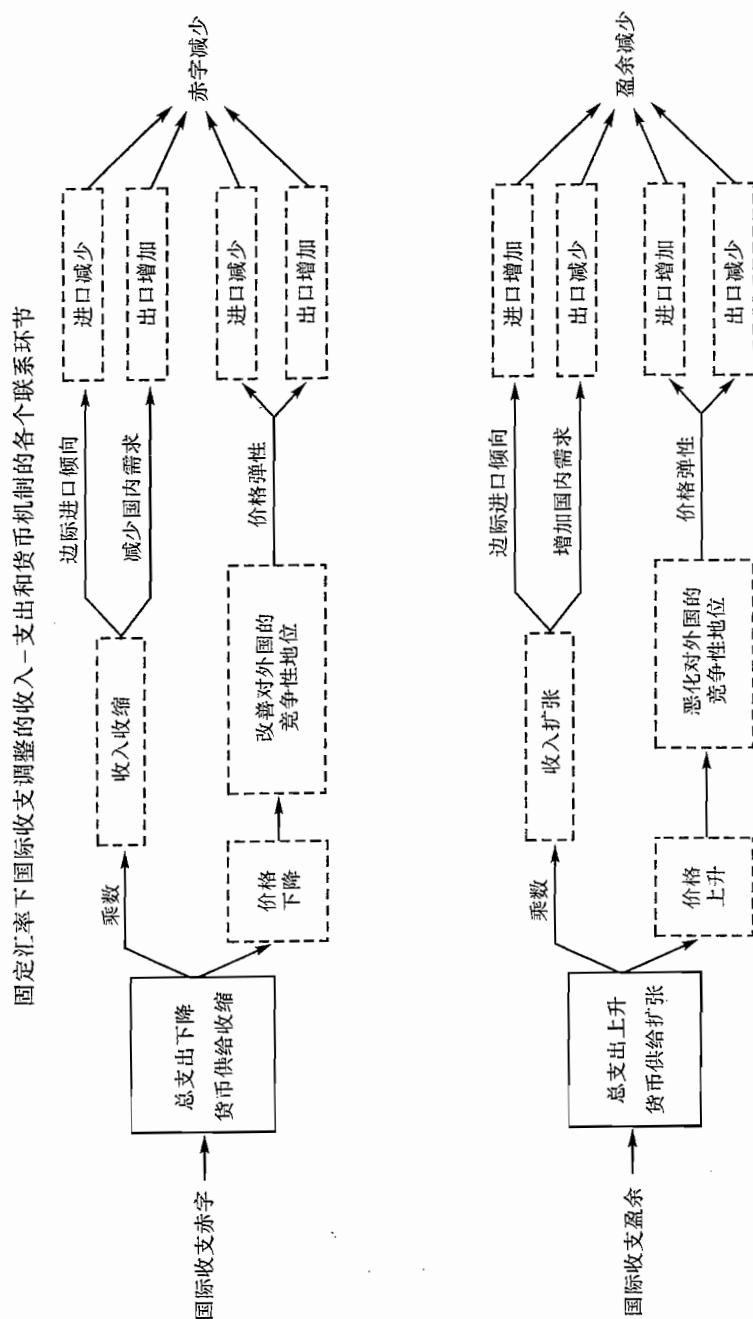 固定汇率下国际收支调整的收入-支出和货币机制的各个联系环节
国际收支赤字
总支出下降
货币供给收缩
乘数
收入收缩
边际进口倾向
减少国内需求
进口减少
出口增加
价格
下降
改善对外国的
竞争性地位
价格弹性
进口减少
出口增加
赤字减少
国际收支盈余
总支出上升
货币供给扩张
乘数
收入扩张
边际进口倾向
增加国内需求
进口增加
出口减少
价格
上升
恶化对外国的
竞争性地位
价格弹性
进口增加
出口减少
盈余减少